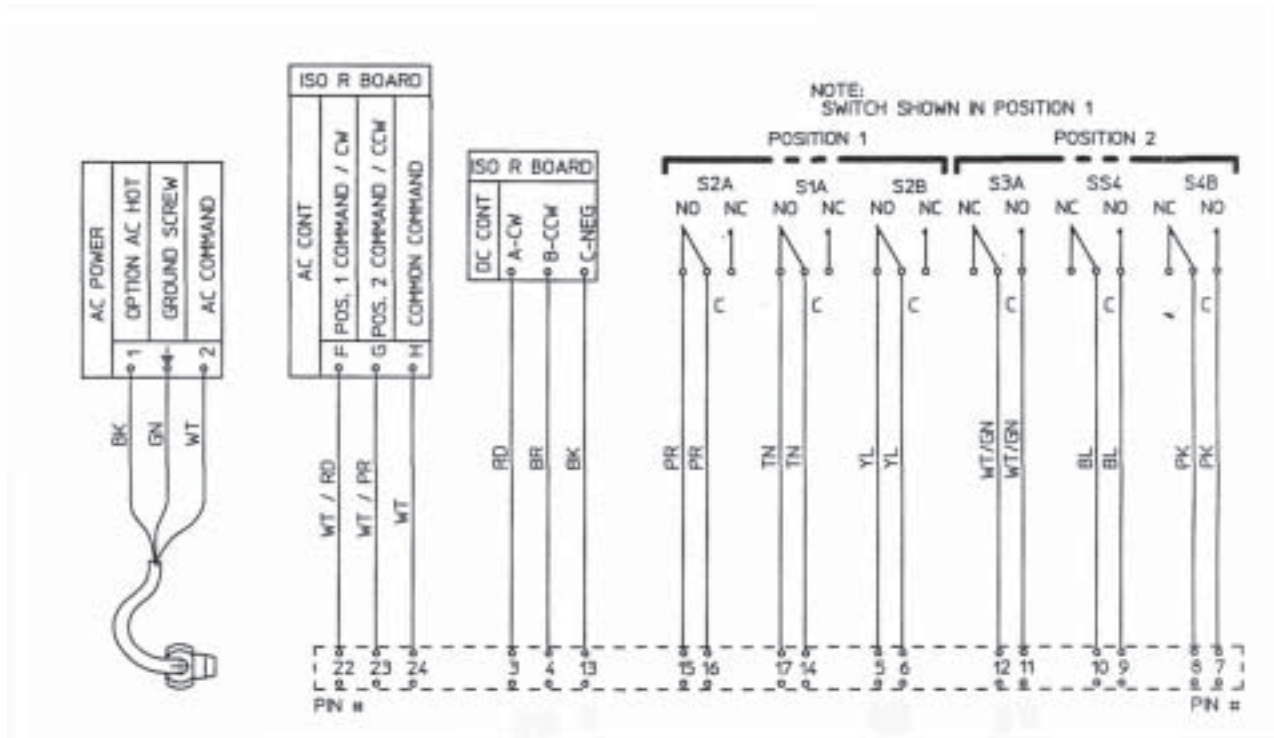 NOTE:
SWITCH SHOWN IN POSITION 1
POSITION 1
POSITION 2
AC POWER
OPTION AC HOT
GROUND SCREW
AC COMMAND
1
2
BK
GN
WT
ISO R BOARD
AC CONT
POS. 1 COMMAND / CW
POS. 2 COMMAND / CCW
COMMON COMMAND
F
G
H
WT / RD
WT / PR
WT
ISO R BOARD
DC CONT
A-CW
B-CCW
C-NEG
RD
BR
BK
S2A
S1A
S2B
S3A
SS4
S4B
NO NC
NO NC
NO NC
NC NO
NC NO
NC NO
C
C
C
C
C
C
PR
PR
TN
TN
YL
YL
WT/GN
WT/GN
BL
BL
PK
PK
22 23 24 3 4 13 15 16 17 14 5 6 12 11 10 9 8 7
PIN #
PIN #